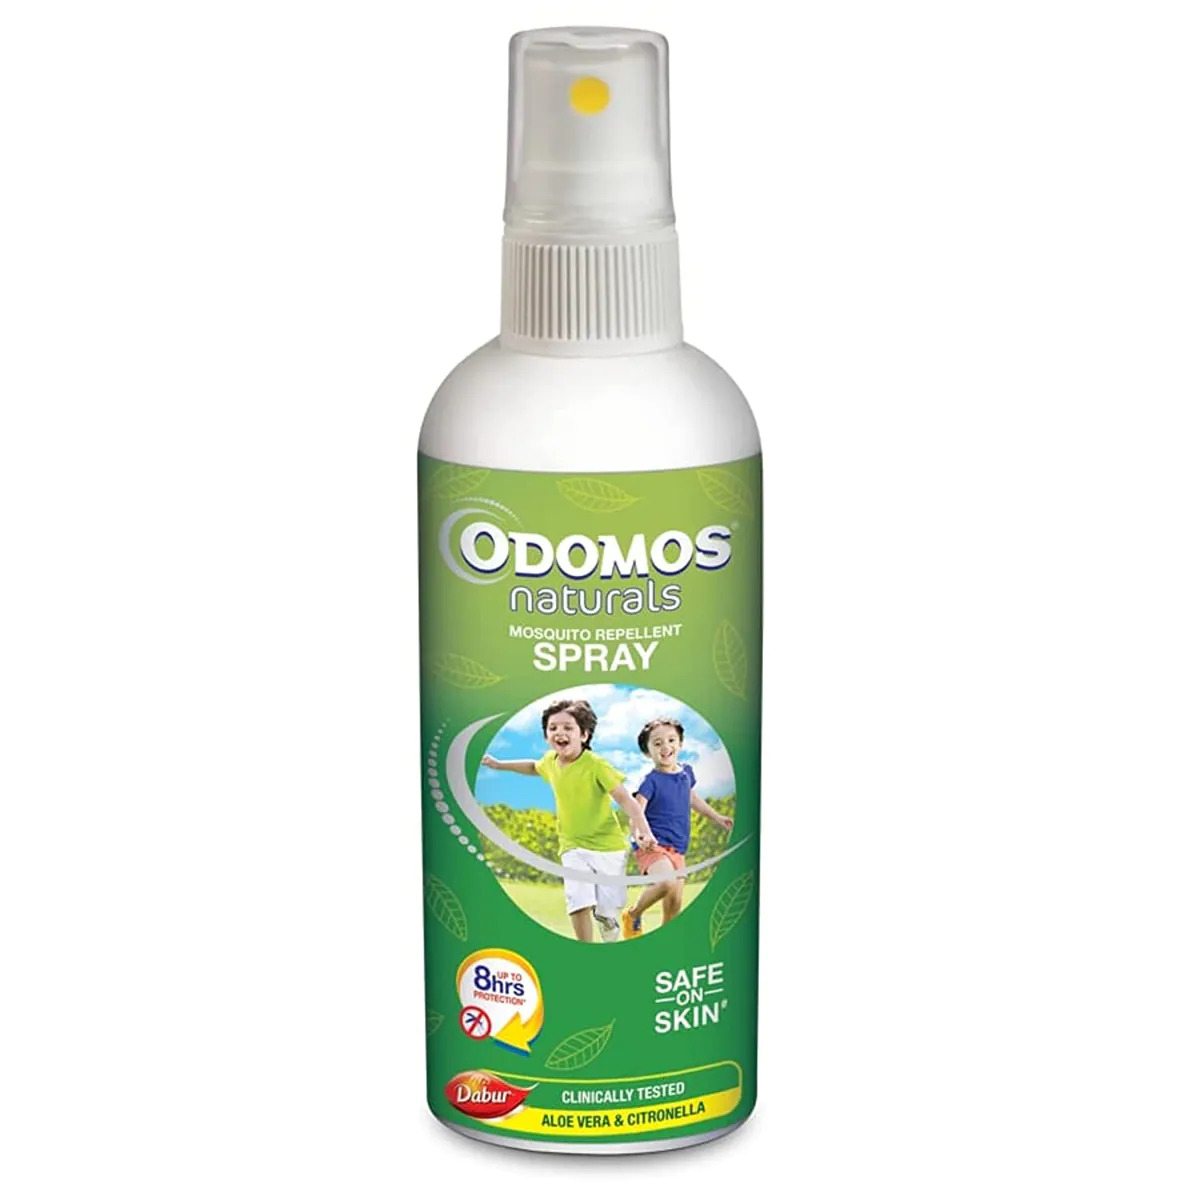 ODOMOS®
naturals
MOSQUITO REPELLENT
SPRAY
UP TO
8hrs
PROTECTION*
SAFE
ON
SKIN#
Dabur
CLINICALLY TESTED
ALOE VERA & CITRONELLA